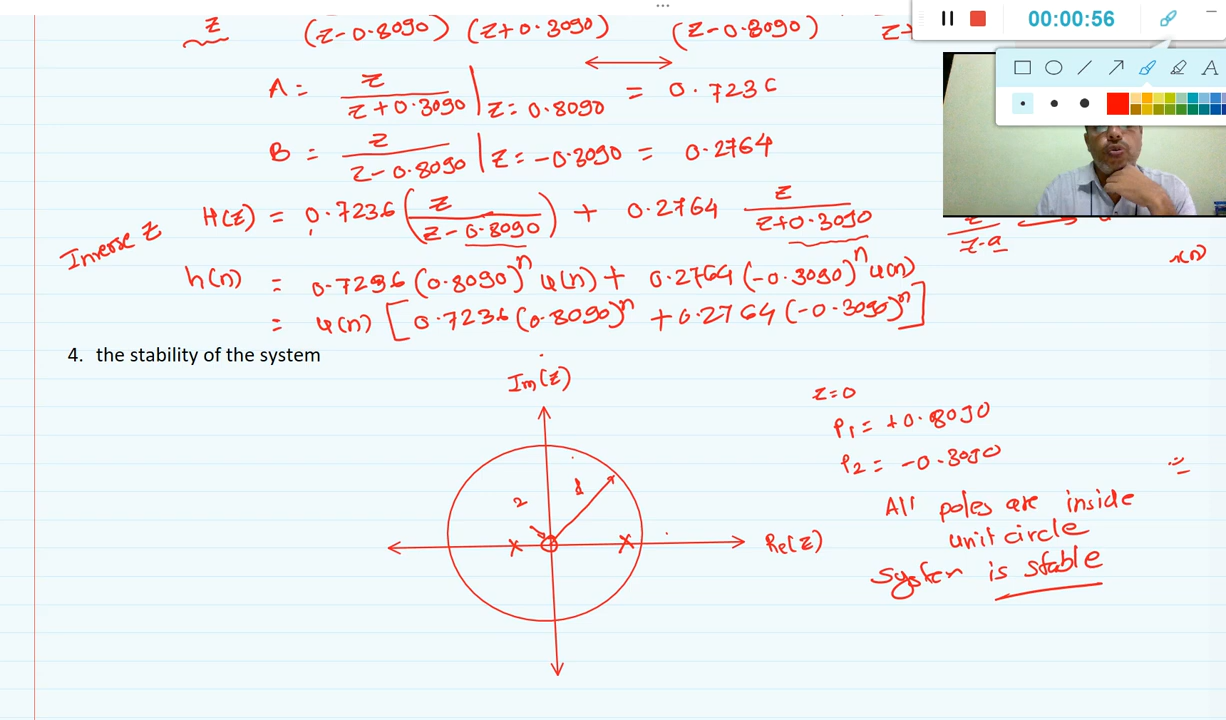 00:00:56
z (z-0.8090) (z+0.3090) (z-0.8090) z+
A = z / z+0.3090 | z=0.8090 = 0.7236
B = z / z-0.8090 | z=-0.3090 = 0.2764
Inverse z
H(z) = 0.7236 ( z / z-0.8090 ) + 0.2764 z / z+0.3090
z / z-a
x(n)
h(n) = 0.7236 (0.8090)^n u(n) + 0.2764 (-0.3090)^n u(n)
= u(n) [ 0.7236 (0.8090)^n + 0.2764 (-0.3090)^n ]
4. the stability of the system
Im(z)
z=0
P1 = +0.8090
P2 = -0.3090
2
1
Re(z)
All poles are inside
unit circle
System is stable
A